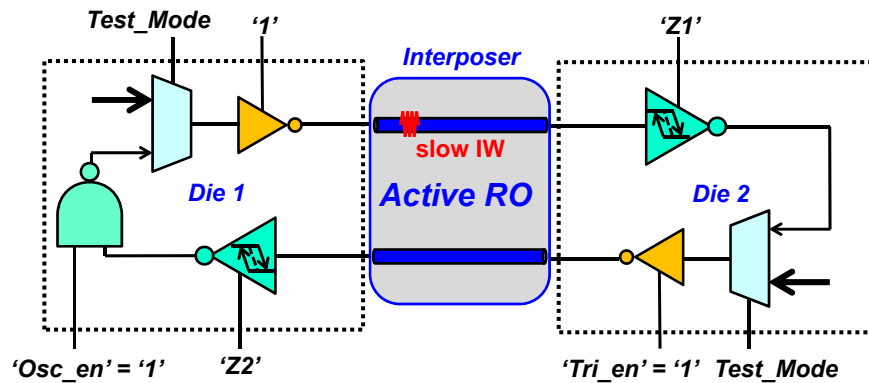 Test_Mode
‘1’
Interposer
‘Z1’
slow IW
Die 1
Active RO
Die 2
‘Osc_en’ = ‘1’
‘Z2’
‘Tri_en’ = ‘1’
Test_Mode